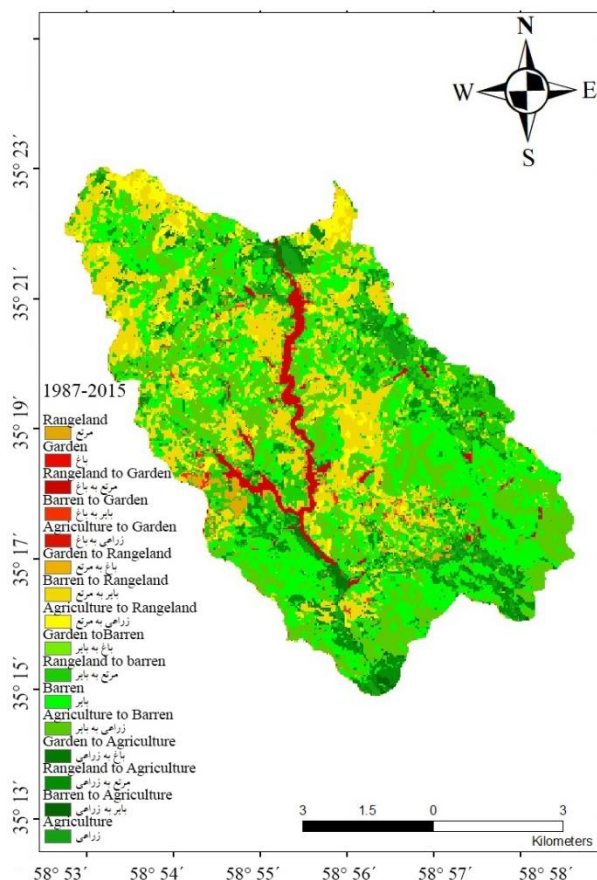 N
W E
S
35° 23′
35° 21′
35° 19′
35° 17′
35° 15′
35° 13′
1987-2015
Rangeland
مرتع
Garden
باغ
Rangeland to Garden
مرتع به باغ
Barren to Garden
بایر به باغ
Agriculture to Garden
زراعی به باغ
Garden to Rangeland
باغ به مرتع
Barren to Rangeland
بایر به مرتع
Agriculture to Rangeland
زراعی به مرتع
Garden toBarren
باغ به بایر
Rangeland to barren
مرتع به بایر
Barren
بایر
Agriculture to Barren
زراعی به بایر
Garden to Agriculture
باغ به زراعی
Rangeland to Agriculture
مرتع به زراعی
Barren to Agriculture
بایر به زراعی
Agriculture
زراعی
3 1.5 0 3
Kilometers
58° 53′ 58° 54′ 58° 55′ 58° 56′ 58° 57′ 58° 58′